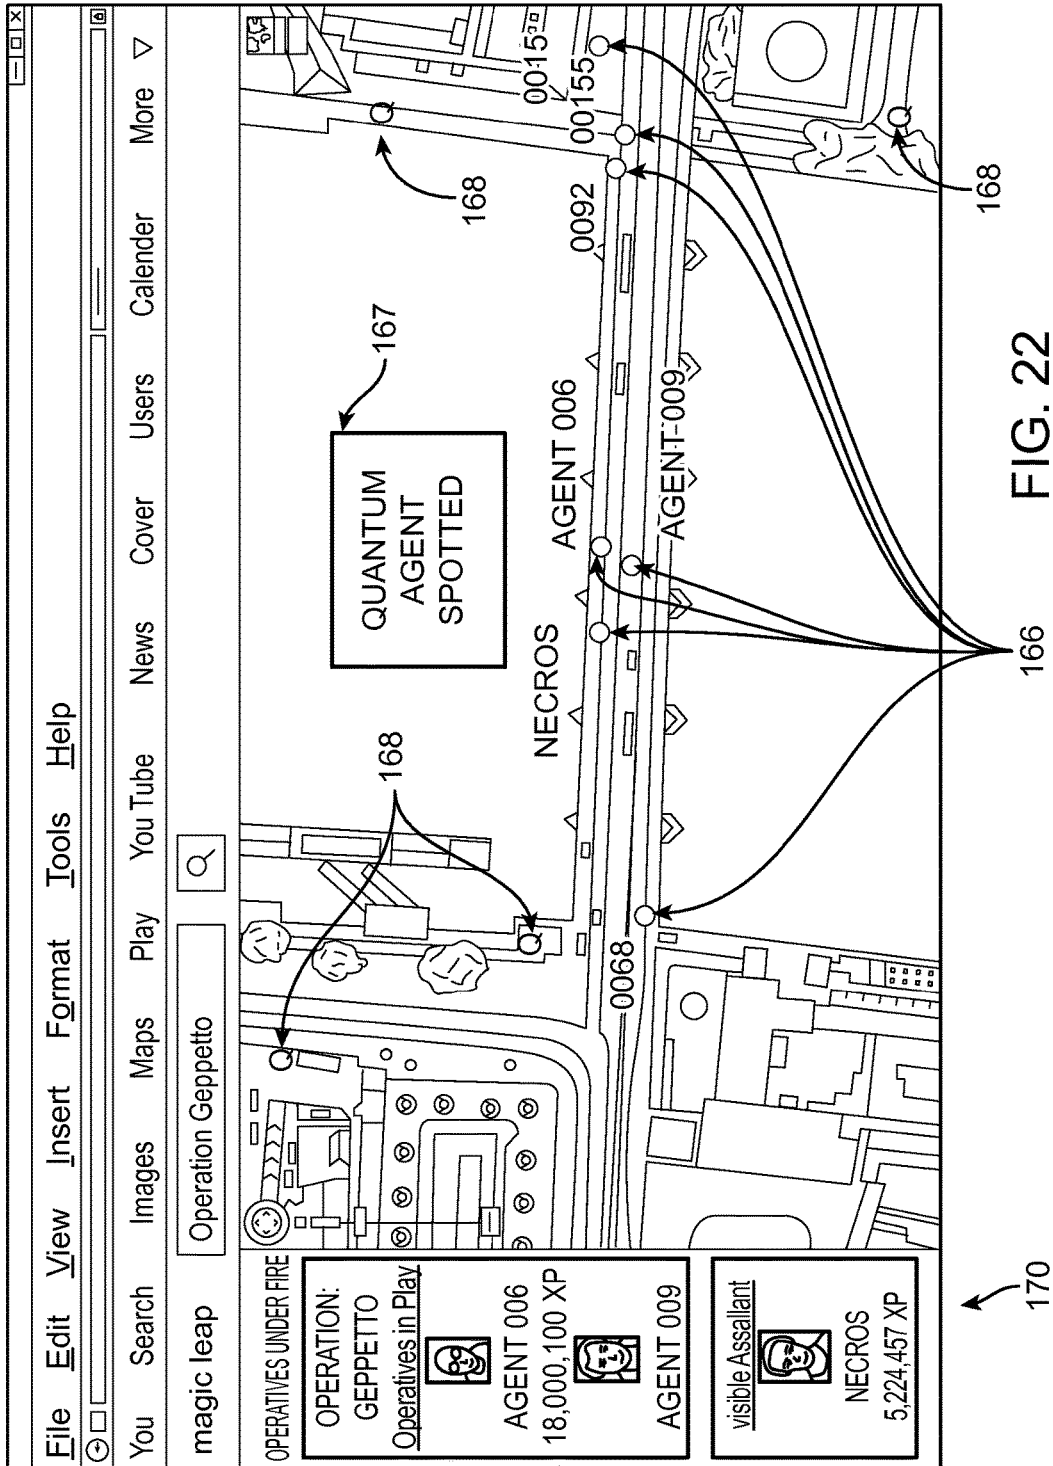 File Edit View Insert Format Tools Help
You Search Images Maps Play You Tube News Cover Users Calender More
magic leap
Operation Geppetto
OPERATIVES UNDER FIRE
OPERATION:
GEPPETTO
Operatives in Play
AGENT 006
18,000,100 XP
AGENT 009
visible Assailant
NECROS
5,224,457 XP
170
168
QUANTUM
AGENT
SPOTTED
167
168
0015
00155
0092
AGENT 006
NECROS
AGENT 009
0068
168
166
FIG. 22